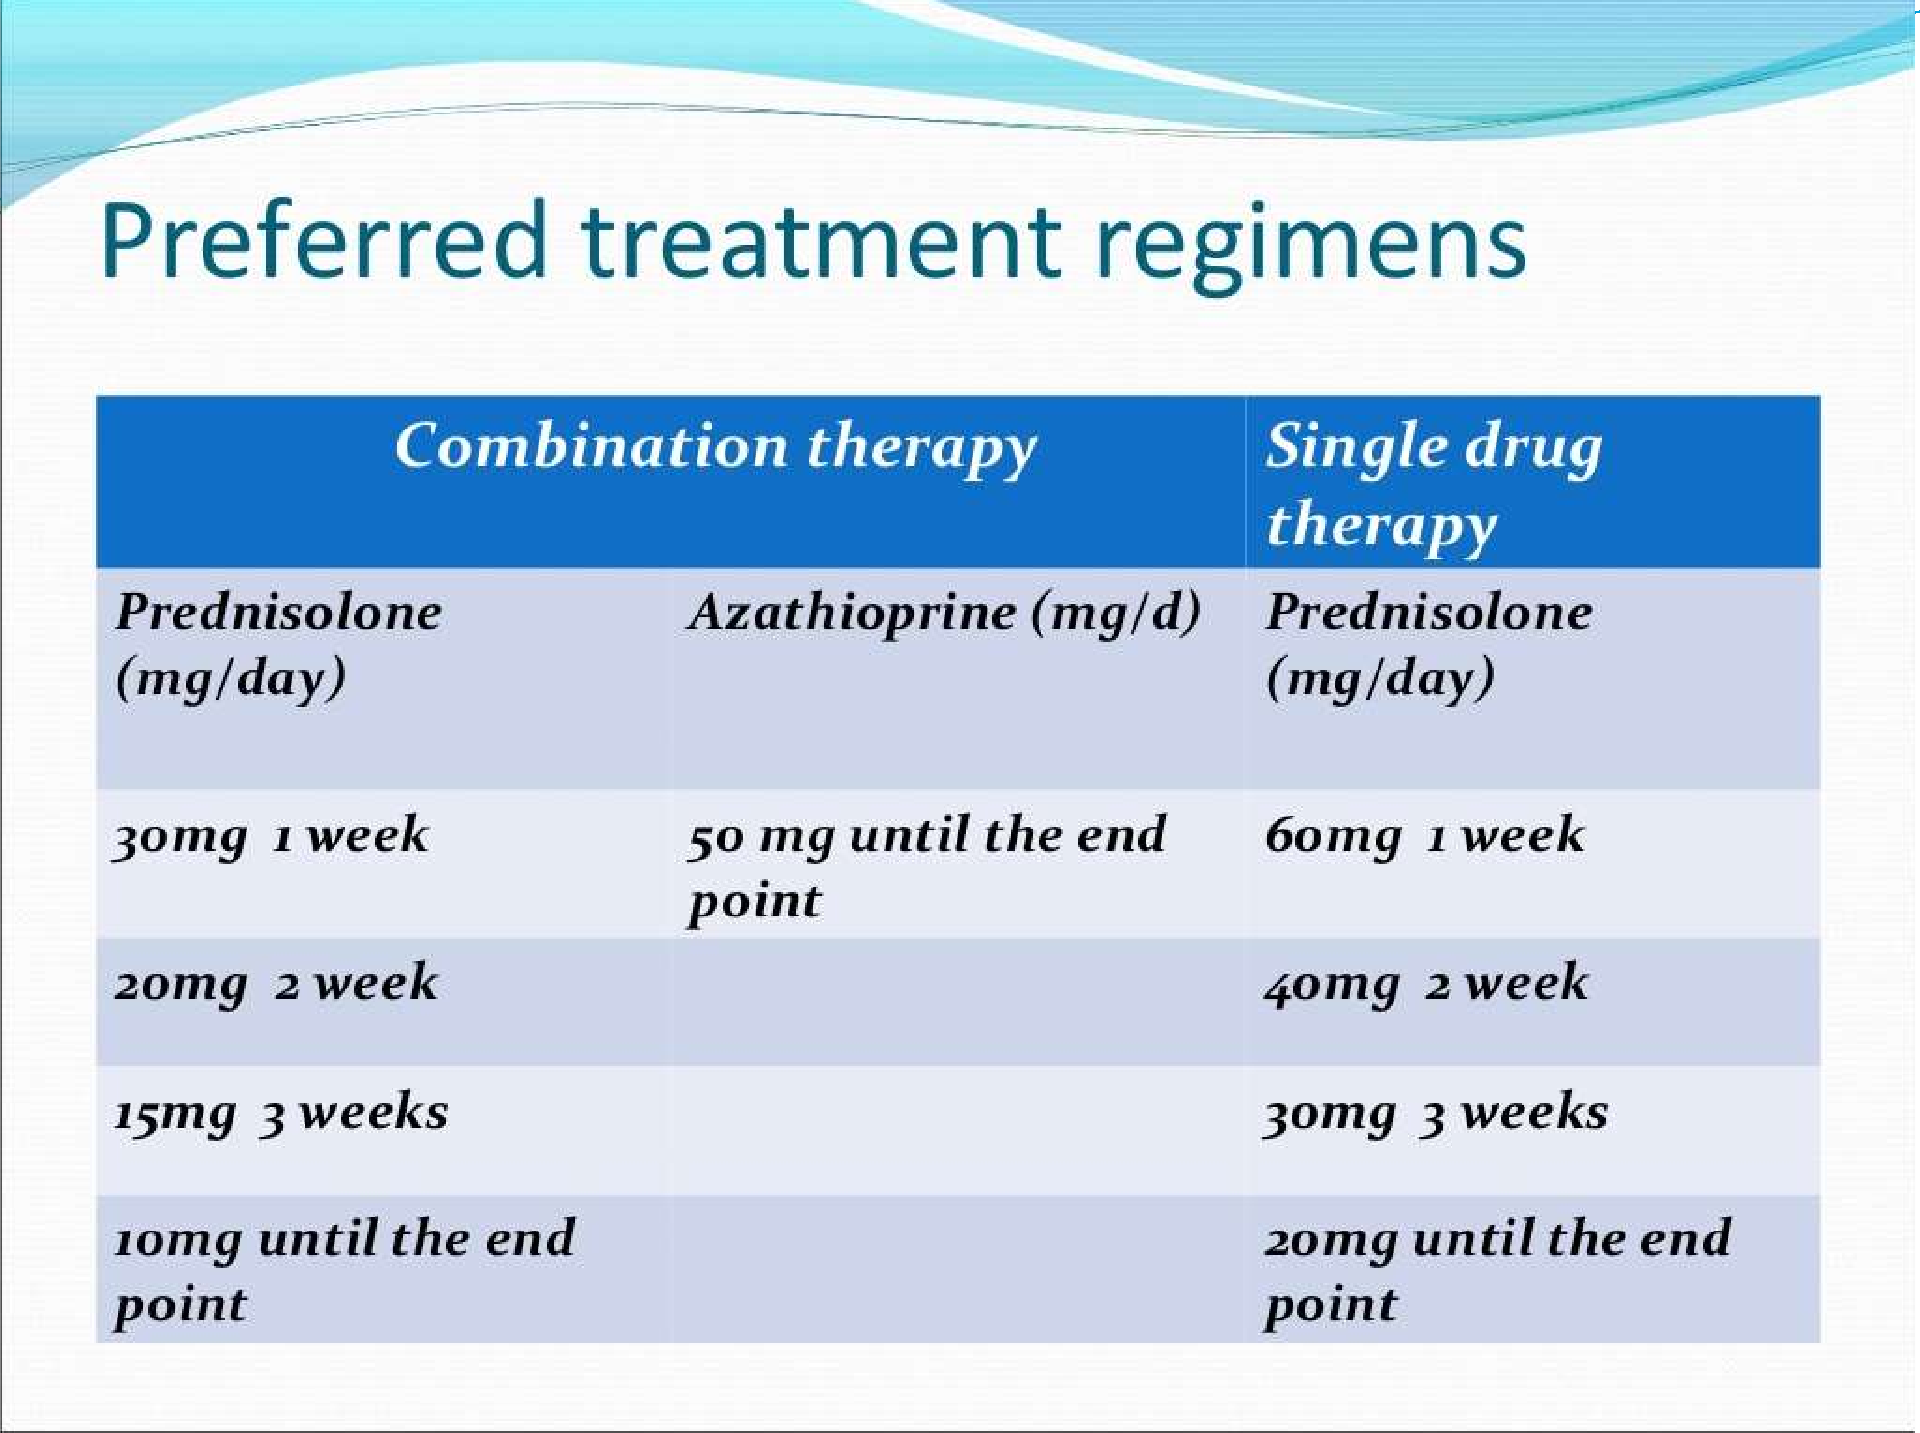 Preferred treatment regimens
Combination therapy
Single drug
therapy
Prednisolone
(mg/day)
Azathioprine (mg/d)
Prednisolone
(mg/day)
30mg 1 week
50 mg until the end
point
60mg 1 week
20mg 2 week
40mg 2 week
15mg 3 weeks
30mg 3 weeks
10mg until the end
point
20mg until the end
point